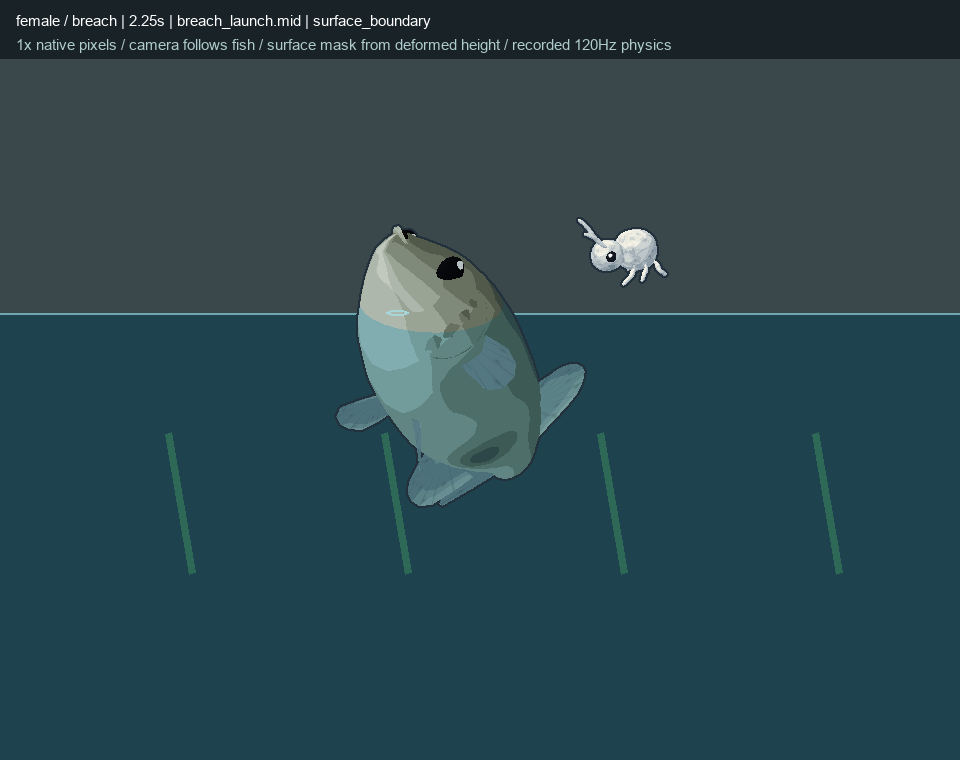 female / breach | 2.25s | breach_launch.mid | surface_boundary
1x native pixels / camera follows fish / surface mask from deformed height / recorded 120Hz physics